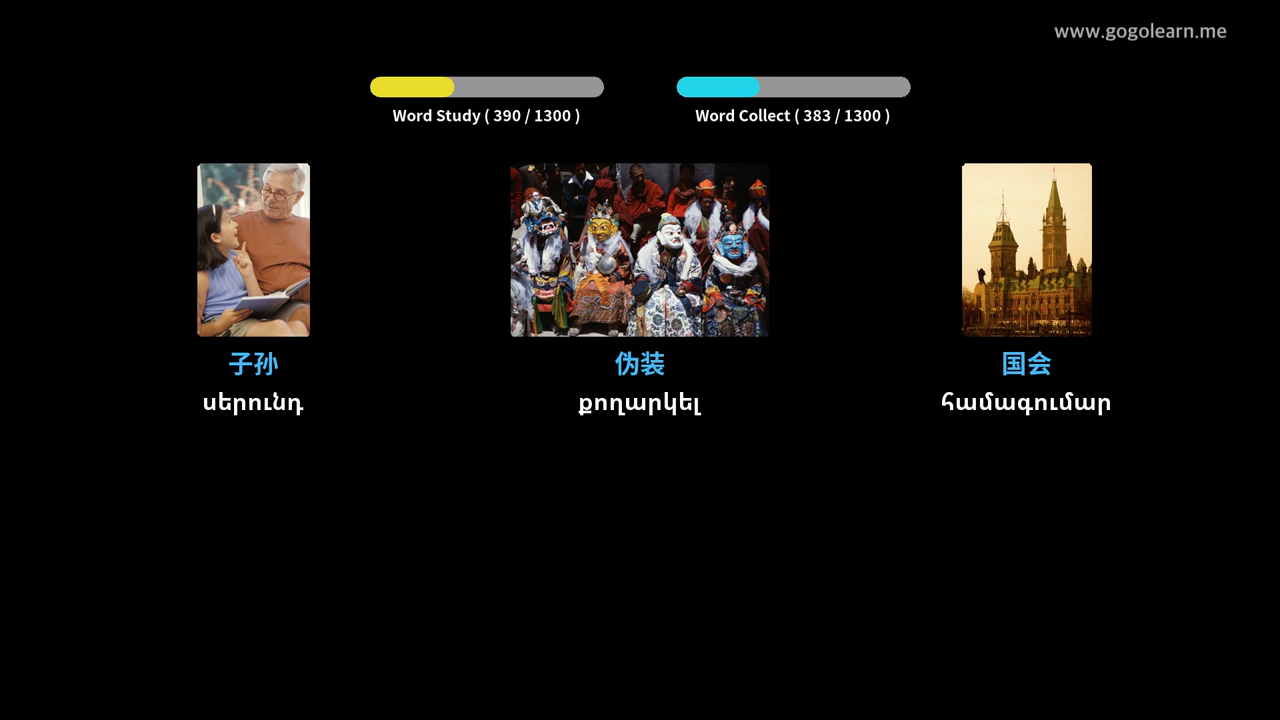 www.gogolearn.me
Word Study ( 390 / 1300 )
Word Collect ( 383 / 1300 )
子孙
伪装
国会
սերունդ
քողարկել
համագումար